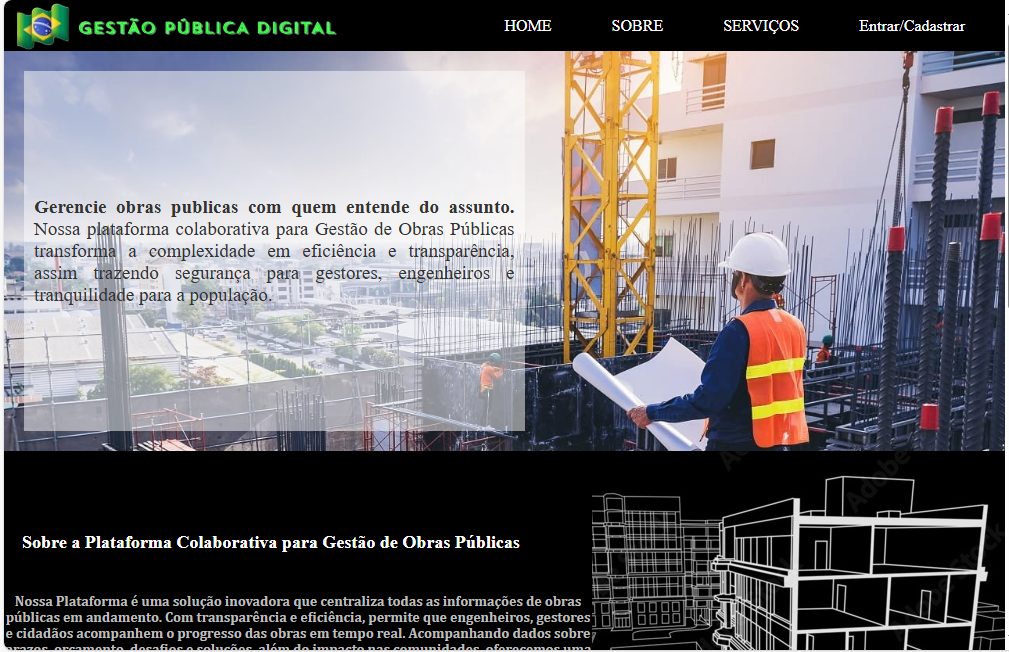 GESTÃO PÚBLICA DIGITAL
HOME
SOBRE
SERVIÇOS
Entrar/Cadastrar
Gerencie obras publicas com quem entende do assunto.
Nossa plataforma colaborativa para Gestão de Obras Públicas
transforma a complexidade em eficiência e transparência,
assim trazendo segurança para gestores, engenheiros e
tranquilidade para a população.
Sobre a Plataforma Colaborativa para Gestão de Obras Públicas
Nossa Plataforma é uma solução inovadora que centraliza todas as informações de obras
públicas em andamento. Com transparência e eficiência, permite que engenheiros, gestores
e cidadãos acompanhem o progresso das obras em tempo real. Acompanhando dados sobre
prazos, orçamento, desafios e soluções, além do impacto nas comunidades, oferecemos uma